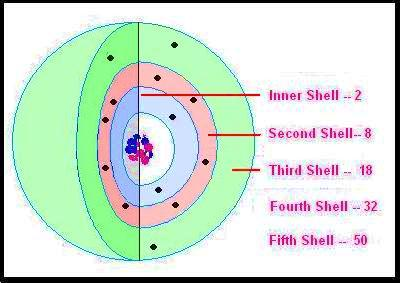 Inner Shell -- 2
Second Shell-- 8
Third Shell -- 18
Fourth Shell -- 32
Fifth Shell -- 50